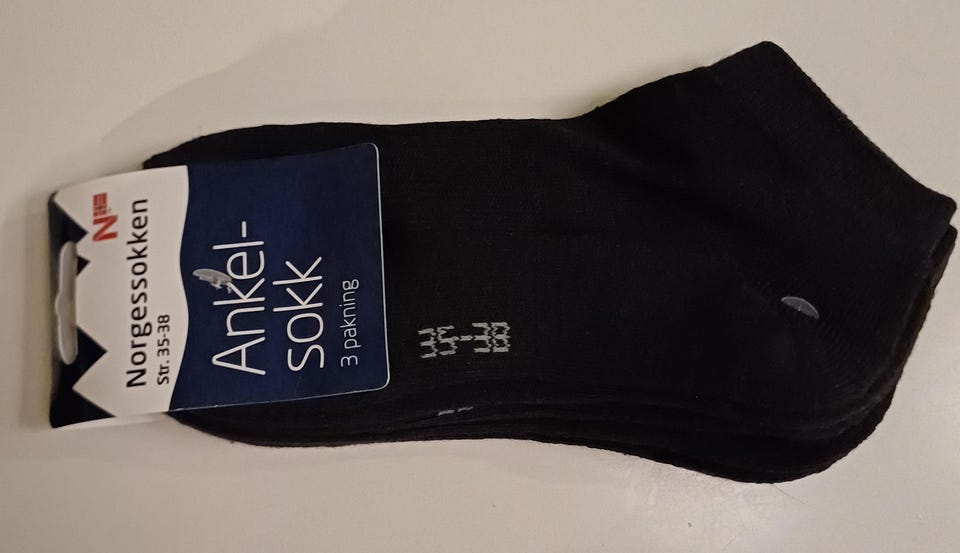 N
Norgessokken
Str. 35-38
Ankel-
sokk
3 pakning
35-38